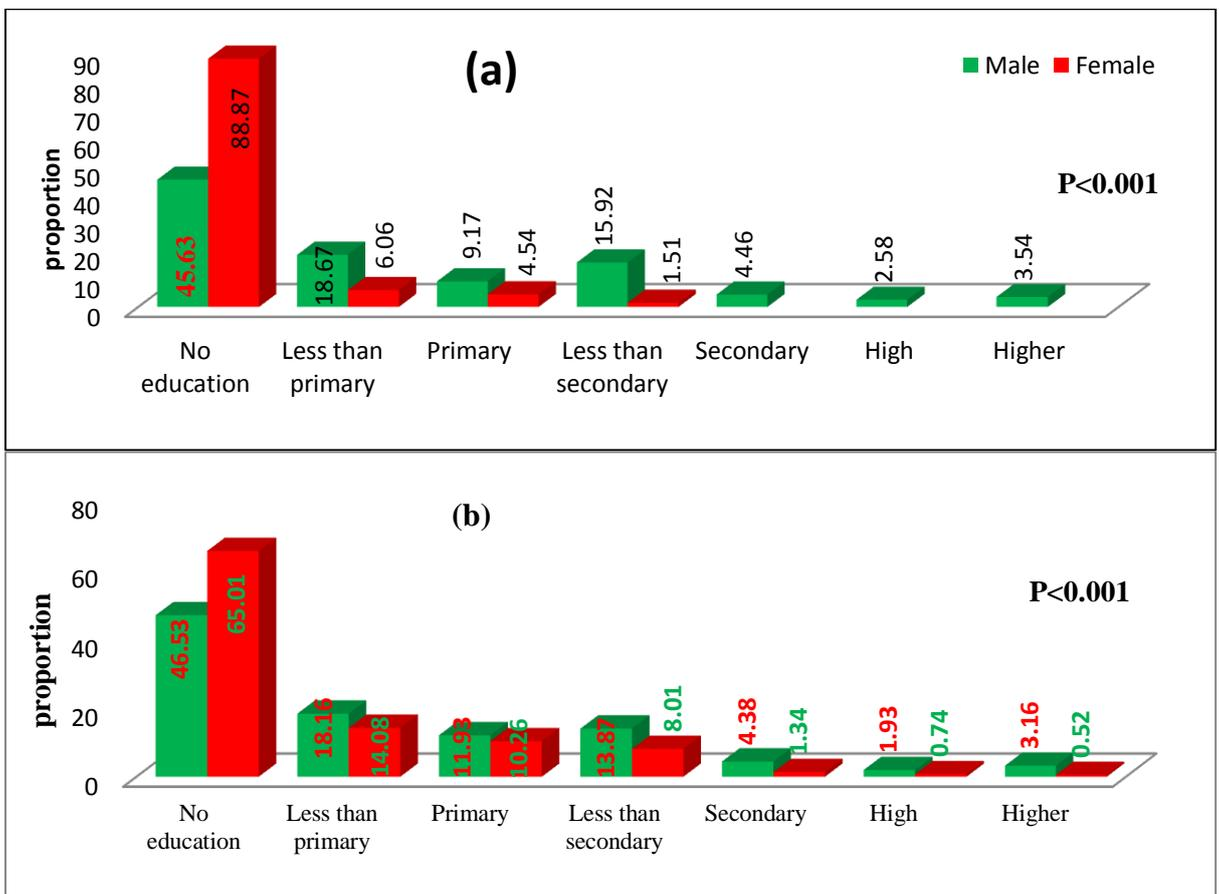 (a)
Male Female
90
80
70
60
50
40
30
20
10
0
proportion
45.63
88.87
18.67
6.06
9.17
4.54
15.92
1.51
4.46
2.58
3.54
P<0.001
No
education
Less than
primary
Primary
Less than
secondary
Secondary
High
Higher
(b)
80
60
40
20
0
proportion
46.53
65.01
18.16
14.08
11.93
10.26
13.87
8.01
4.38
1.34
1.93
0.74
3.16
0.52
P<0.001
No
education
Less than
primary
Primary
Less than
secondary
Secondary
High
Higher